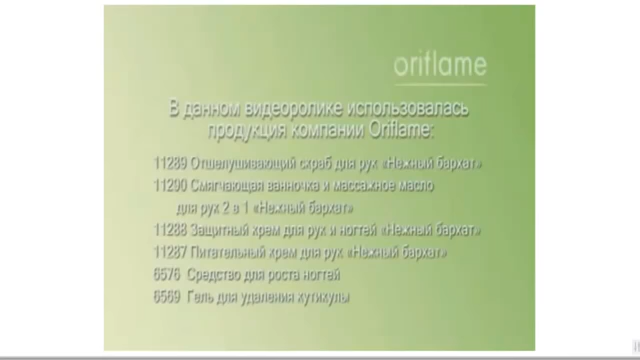 oriflame
В данном видеоролике использовалась
продукция компании Oriflame:
11289 Отшелушивающий скраб для рук «Нежный бархат»
11290 Смягчающая ванночка и массажное масло
для рук 2 в 1 «Нежный бархат»
11288 Защитный крем для рук и ногтей «Нежный бархат»
11287 Питательный крем для рук «Нежный бархат»
6576 Средство для роста ногтей
6569 Гель для удаления кутикулы